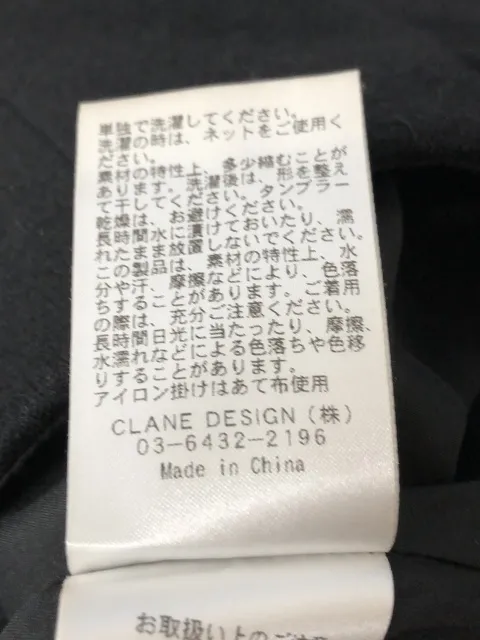 単独で洗濯してください。
洗濯の時は、ネットをご使用く
ださい。
素材の特性上、多少縮むことが
あります。洗濯後は、形を整え
て干してください。タンブラー
乾燥は、お避けください。
長時間水に漬けておいたり、濡
れたまま放置しないでください。
この製品は、素材の特性上、水
分や汗、摩擦などにより、色落
ちすることがあります。ご着用
の際は、充分ご注意ください。
長時間日光に当たったり、摩擦、
水濡れなどによる色落ちや色移
りすることがあります。
アイロン掛けはあて布使用
CLANE DESIGN (株)
03-6432-2196
Made in China
お取扱い上のご注意